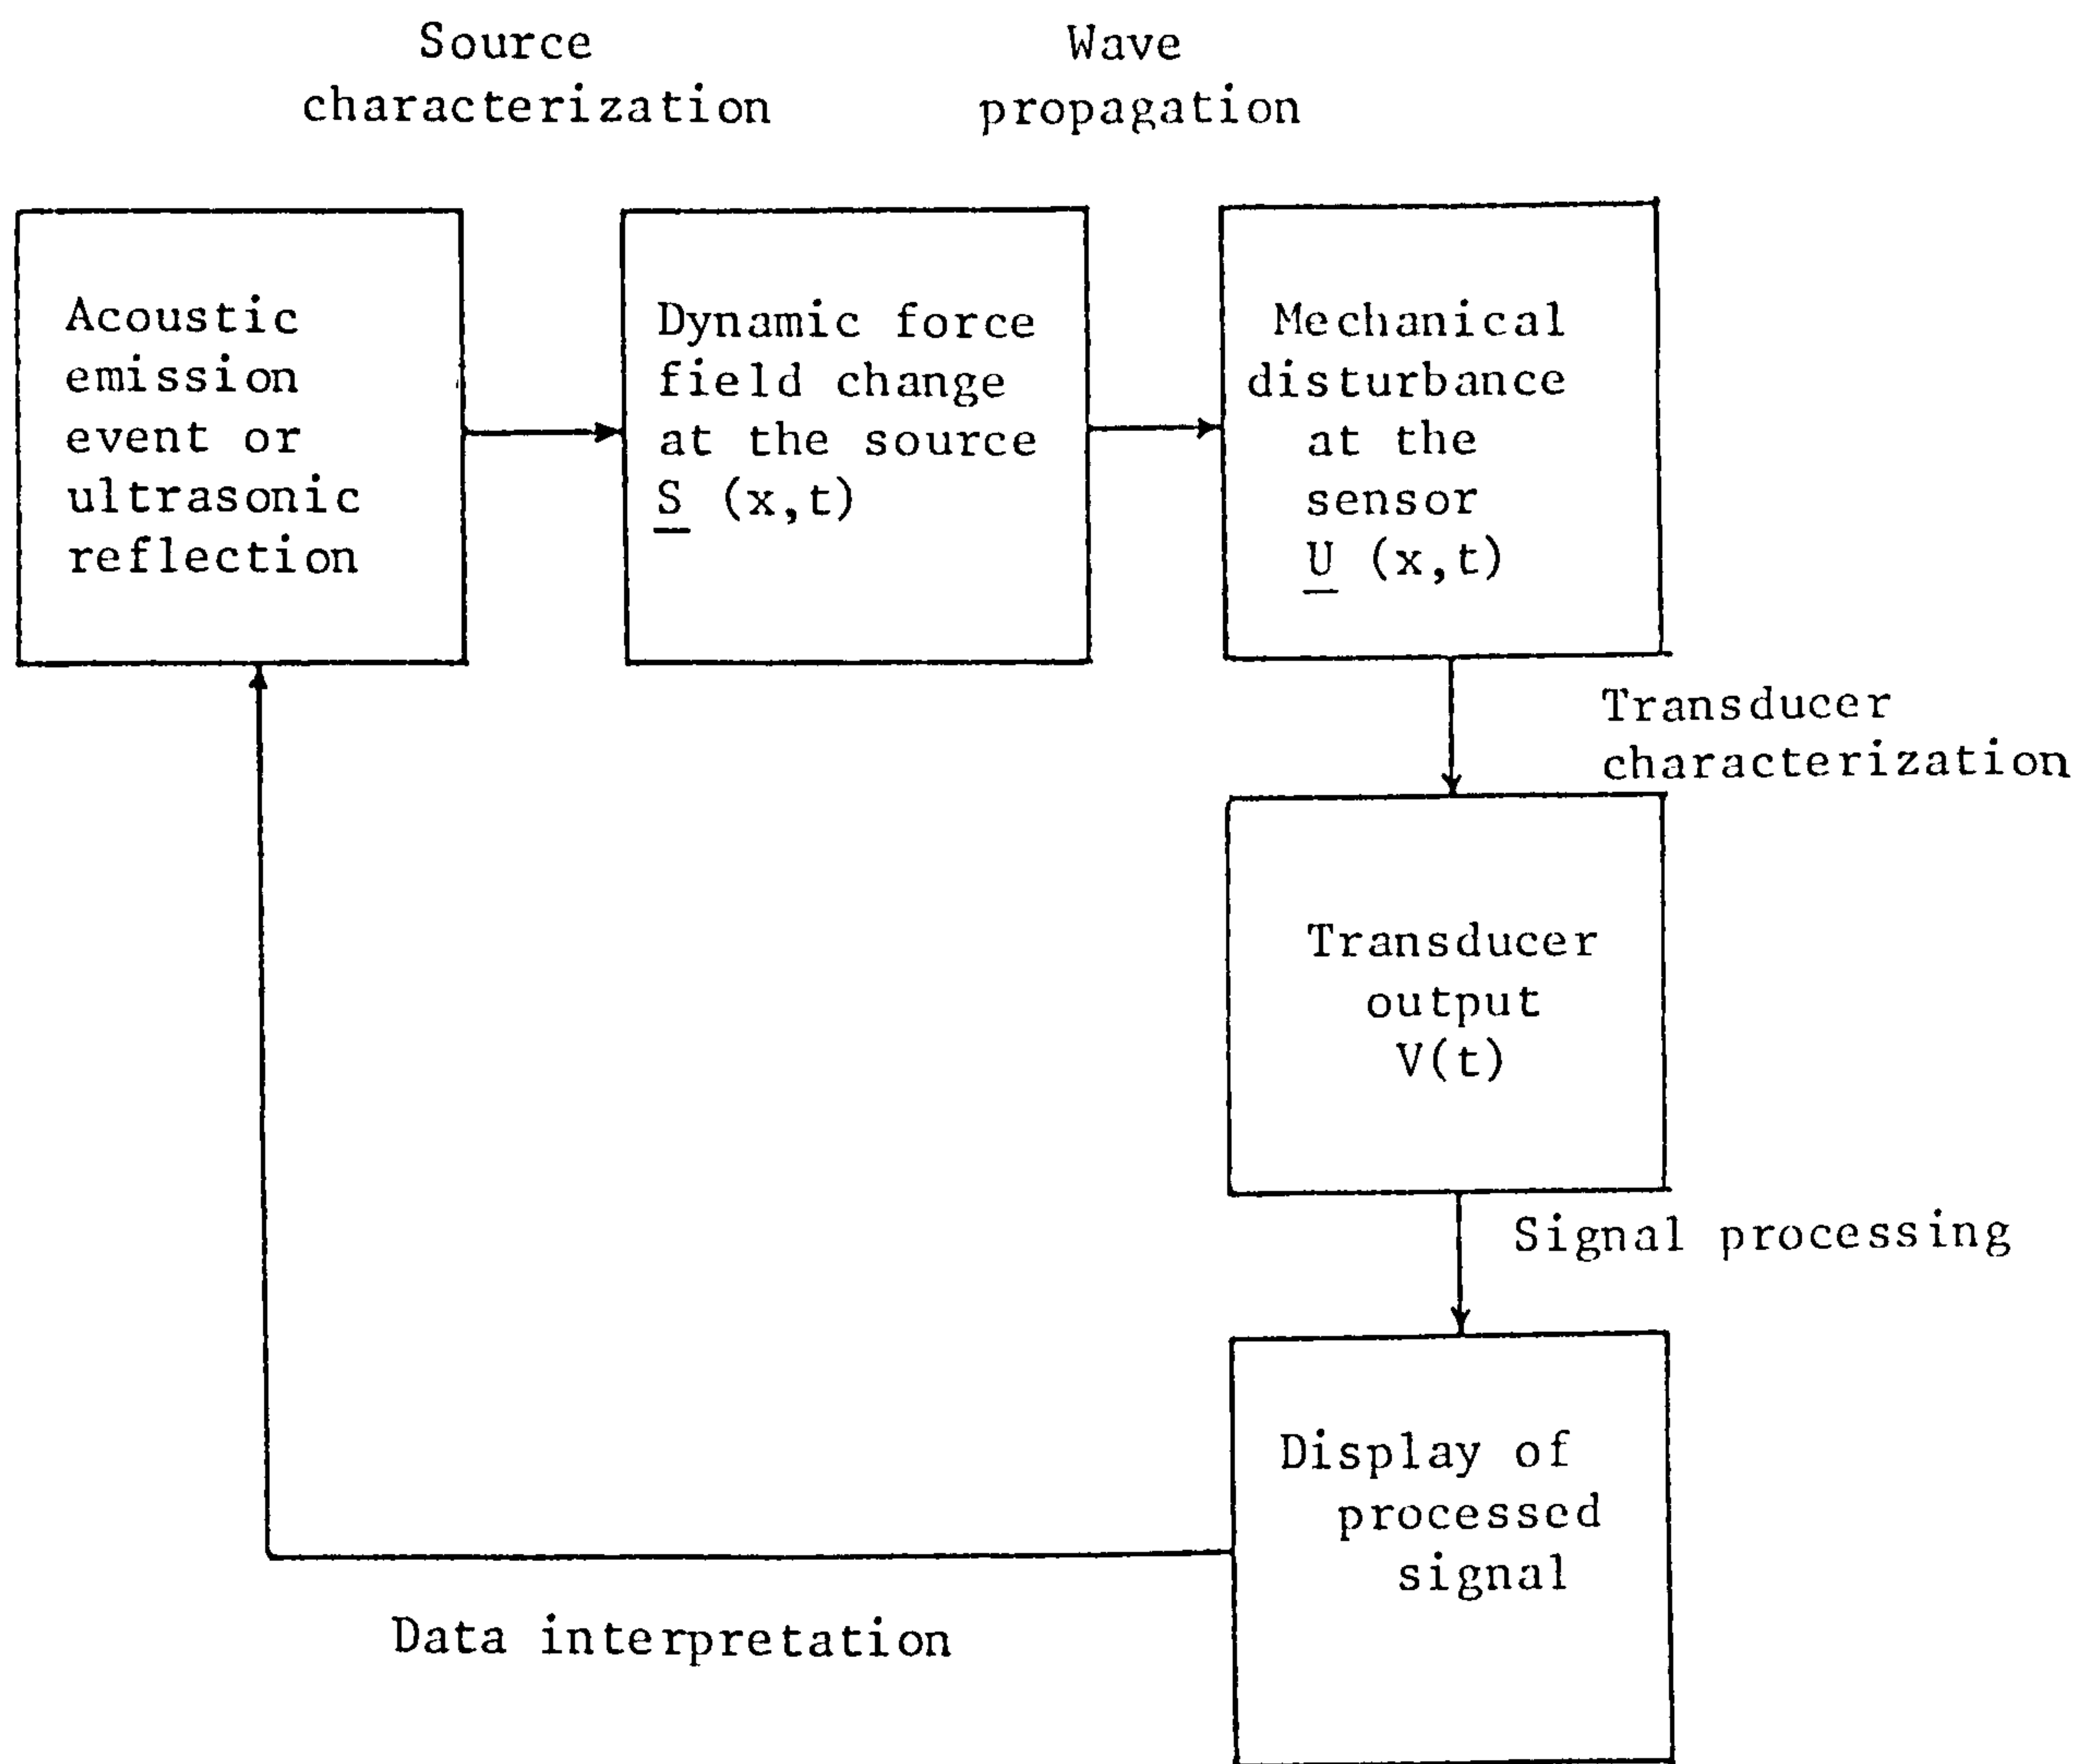 Source
characterization
Wave
propagation
Acoustic
emission
event or
ultrasonic
reflection
Dynamic force
field change
at the source
S (x,t)
Mechanical
disturbance
at the
sensor
U (x,t)
Transducer
characterization
Transducer
output
V(t)
Signal processing
Display of
processed
signal
Data interpretation